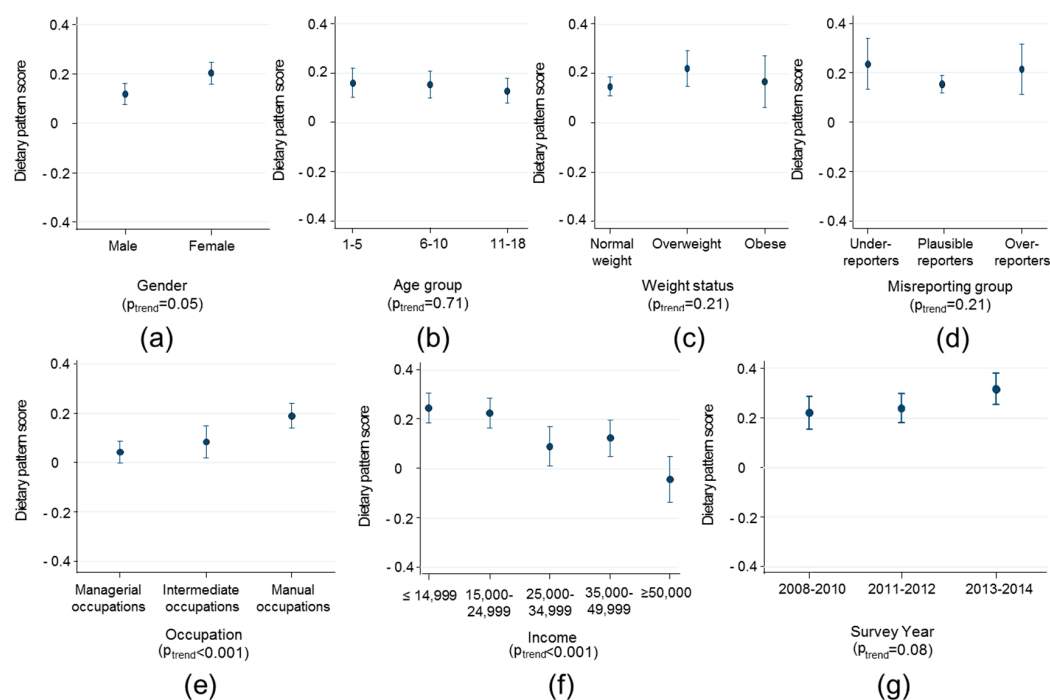 Dietary pattern score
0.4
0.2
0
- 0.2
- 0.4
Male
Female
Gender
(ptrend=0.05)
(a)
Dietary pattern score
0.4
0.2
0
- 0.2
- 0.4
1-5
6-10
11-18
Age group
(ptrend=0.71)
(b)
Dietary pattern score
0.4
0.2
0
- 0.2
- 0.4
Normal
weight
Overweight
Obese
Weight status
(ptrend=0.21)
(c)
Dietary pattern score
0.4
0.2
0
- 0.2
- 0.4
Under-
reporters
Plausible
reporters
Over-
reporters
Misreporting group
(ptrend=0.21)
(d)
Dietary pattern score
0.4
0.2
0
- 0.2
- 0.4
Managerial
occupations
Intermediate
occupations
Manual
occupations
Occupation
(ptrend<0.001)
(e)
Dietary pattern score
0.4
0.2
0
- 0.2
- 0.4
≤ 14,999
15,000-
24,999
25,000-
34,999
35,000-
49,999
≥50,000
Income
(ptrend<0.001)
(f)
Dietary pattern score
0.4
0.2
0
- 0.2
- 0.4
2008-2010
2011-2012
2013-2014
Survey Year
(ptrend=0.08)
(g)